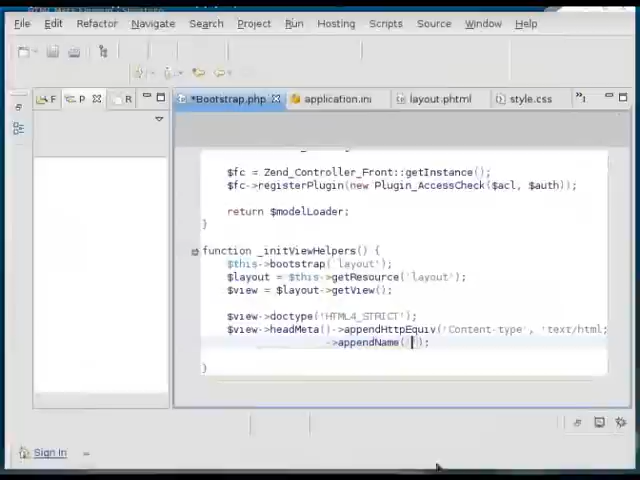 File Edit Refactor Navigate Search Project Run Hosting Scripts Source Window Help
F P R *Bootstrap.php application.ini layout.phtml style.css »1
$fc = Zend_Controller_Front::getInstance();
$fc->registerPlugin(new Plugin_AccessCheck($acl, $auth));
return $modelLoader;
}
function _initViewHelpers() {
$this->bootstrap('layout');
$layout = $this->getResource('layout');
$view = $layout->getView();
$view->doctype('HTML4_STRICT');
$view->headMeta()->appendHttpEquiv('Content-type', 'text/html;
->appendName('');
}
Sign In